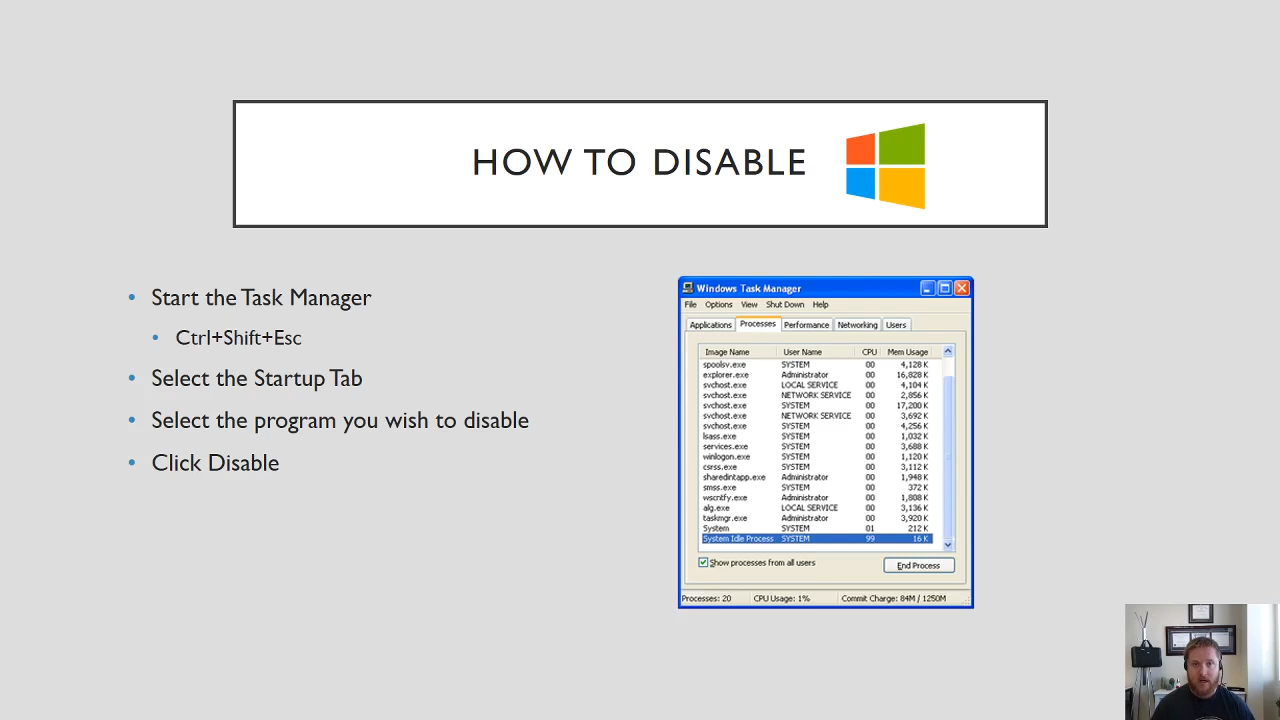 HOW TO DISABLE
• Start the Task Manager
• Ctrl+Shift+Esc
• Select the Startup Tab
• Select the program you wish to disable
• Click Disable
Windows Task Manager
File Options View Shut Down Help
Applications Processes Performance Networking Users
Image Name User Name CPU Mem Usage
spoolsv.exe SYSTEM 00 4,128 K
explorer.exe Administrator 00 16,828 K
svchost.exe LOCAL SERVICE 00 4,104 K
svchost.exe NETWORK SERVICE 00 2,856 K
svchost.exe SYSTEM 00 17,200 K
svchost.exe NETWORK SERVICE 00 3,692 K
svchost.exe SYSTEM 00 4,256 K
lsass.exe SYSTEM 00 1,032 K
services.exe SYSTEM 00 3,688 K
winlogon.exe SYSTEM 00 1,120 K
csrss.exe SYSTEM 00 3,112 K
sharedintapp.exe Administrator 00 1,948 K
smss.exe SYSTEM 00 372 K
wscntfy.exe Administrator 00 1,808 K
alg.exe LOCAL SERVICE 00 3,136 K
taskmgr.exe Administrator 00 3,920 K
System SYSTEM 01 212 K
System Idle Process SYSTEM 99 16 K
Show processes from all users End Process
Processes: 20 CPU Usage: 1% Commit Charge: 84M / 1250M